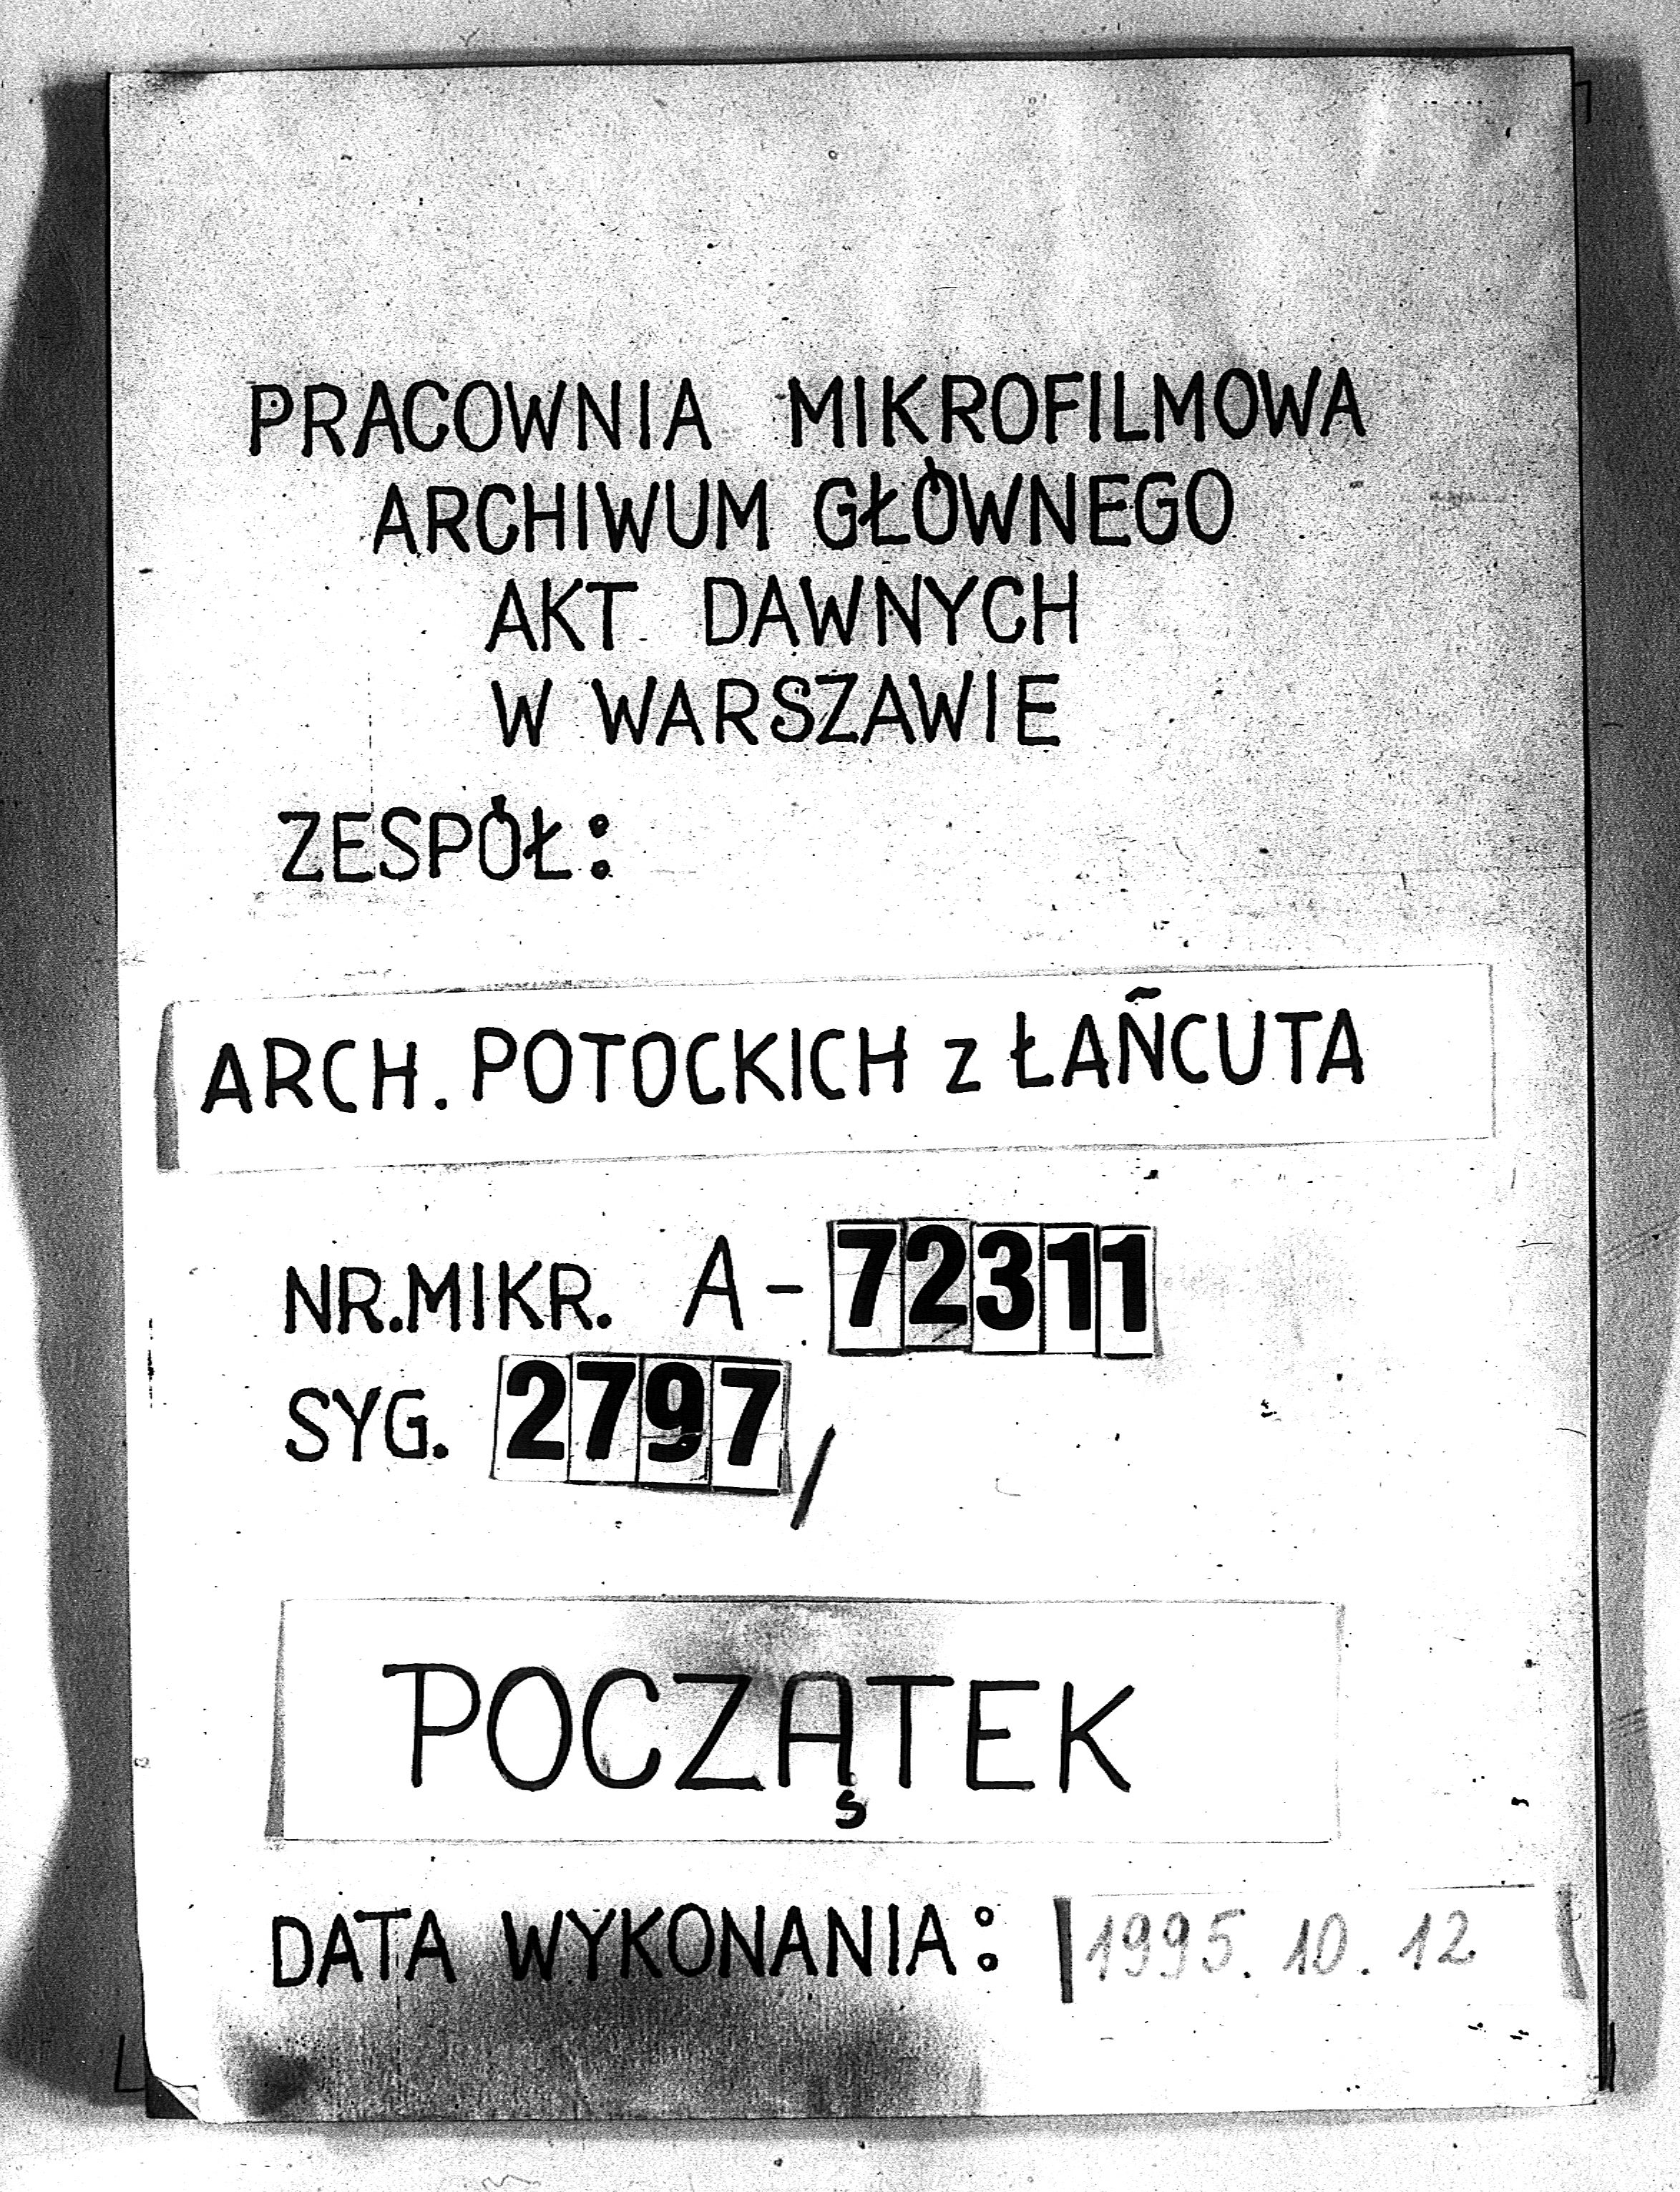 PRACOWNIA MIKROFILMOWA
ARCHIWUM GŁÓWNEGO
AKT DAWNYCH
W WARSZAWIE
ZESPÓŁ:
ARCH. POTOCKICH z ŁAŃCUTA
NR.MIKR. A-72311
SYG. 2797/
POCZĄTEK
DATA WYKONANIA: 1995.10.12